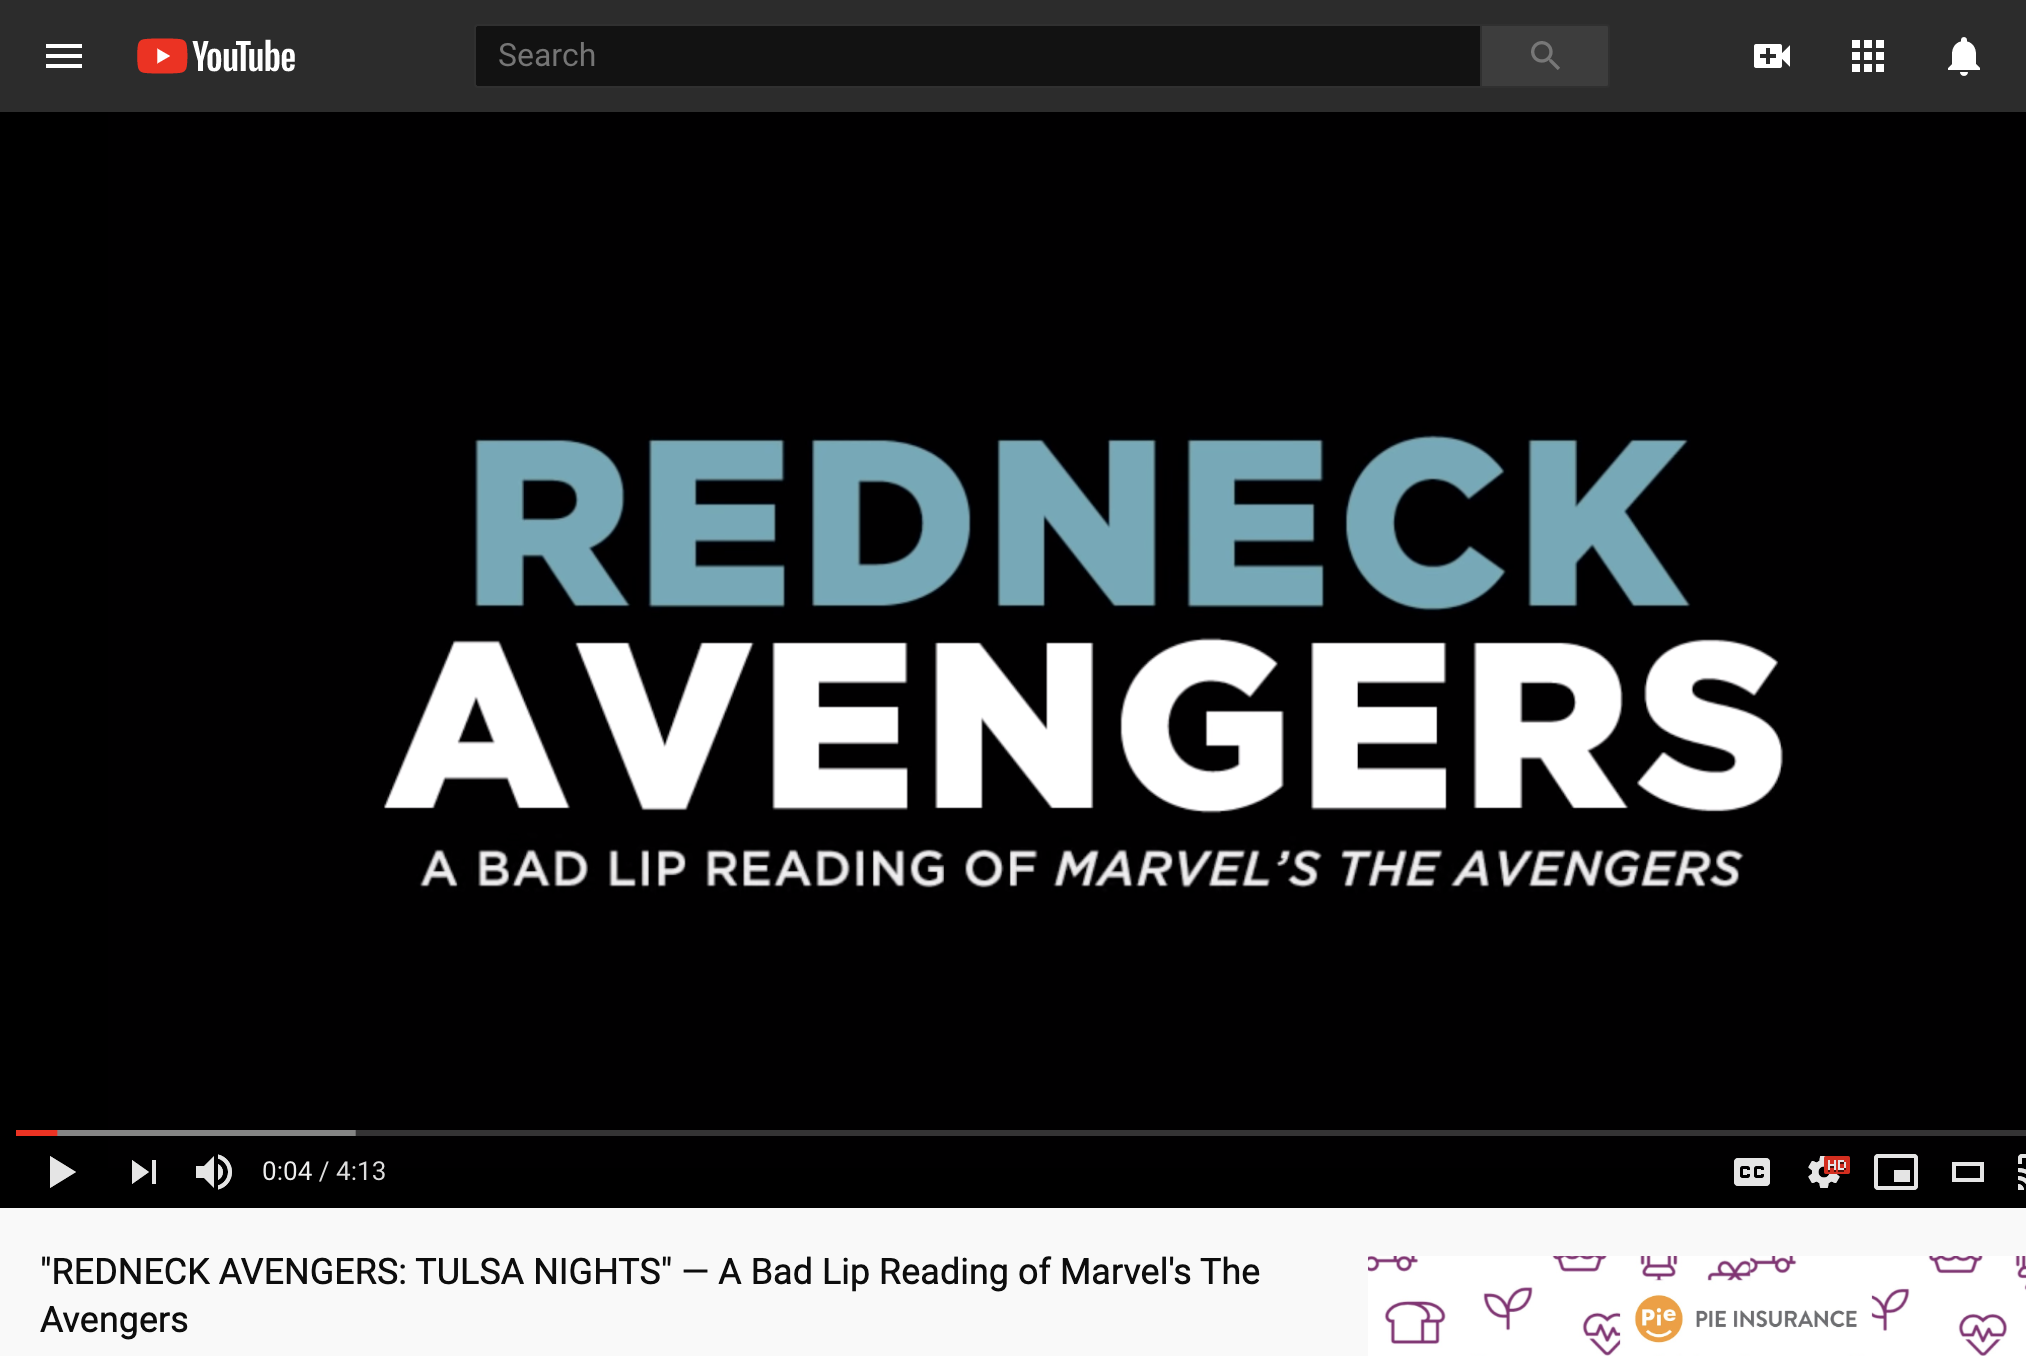 YouTube
Search
REDNECK
AVENGERS
A BAD LIP READING OF MARVEL'S THE AVENGERS
0:04 / 4:13
CC
HD
"REDNECK AVENGERS: TULSA NIGHTS" — A Bad Lip Reading of Marvel's The
Avengers
Pie PIE INSURANCE